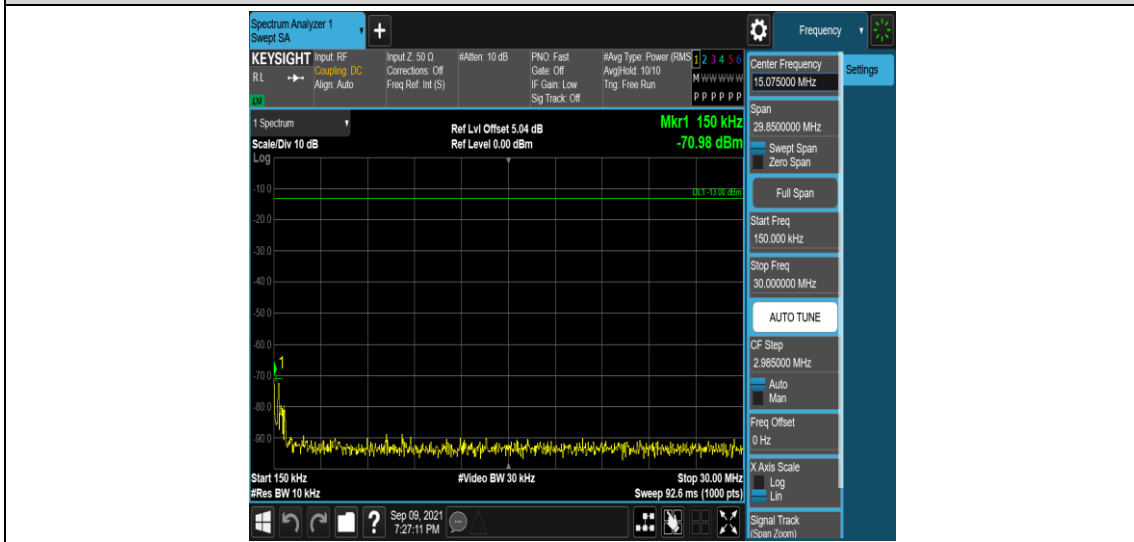 Spectrum Analyzer 1
Swept SA
+
Frequency
KEYSIGHT
RL
LXI
Input: RF
Coupling: DC
Align: Auto
Input Z: 50 Ω
Corrections: Off
Freq Ref: Int (S)
#Atten: 10 dB
PNO: Fast
Gate: Off
IF Gain: Low
Sig Track: Off
#Avg Type: Power (RMS
Avg|Hold: 10/10
Trig: Free Run
1 2 3 4 5 6
M W W W W W
P P P P P P
1 Spectrum
Scale/Div 10 dB
Log
Ref Lvl Offset 5.04 dB
Ref Level 0.00 dBm
Mkr1 150 kHz
-70.98 dBm
DL1 -13.00 dBm
-10.0
-20.0
-30.0
-40.0
-50.0
-60.0
1
-70.0
-80.0
-90.0
Start 150 kHz
#Res BW 10 kHz
#Video BW 30 kHz
Stop 30.00 MHz
Sweep 92.6 ms (1000 pts)
Center Frequency
15.075000 MHz
Settings
Span
29.8500000 MHz
Swept Span
Zero Span
Full Span
Start Freq
150.000 kHz
Stop Freq
30.000000 MHz
AUTO TUNE
CF Step
2.985000 MHz
Auto
Man
Freq Offset
0 Hz
X Axis Scale
Log
Lin
Signal Track
(Span Zoom)
?
Sep 09, 2021
7:27:11 PM